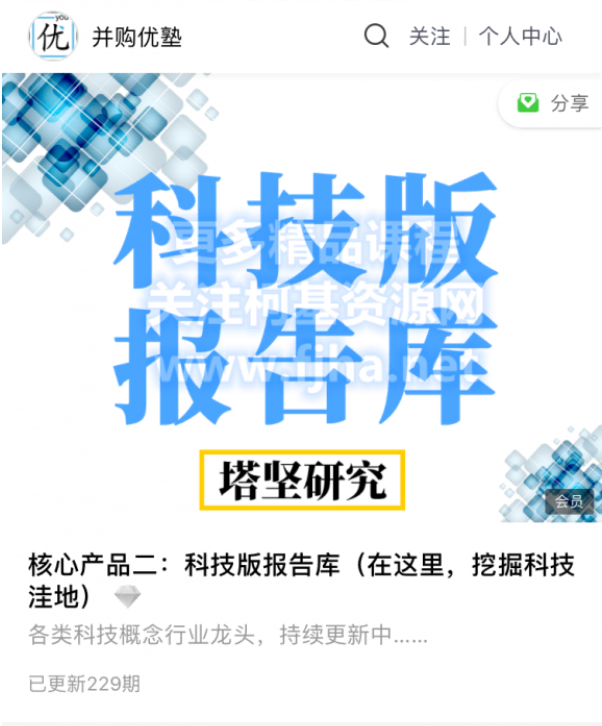 you
优
并购优塾
关注 | 个人中心
分享
科技版
更多精品课程
关注柯基资源网
报告库
www.fjha.net
塔坚研究
会员
核心产品二：科技版报告库（在这里，挖掘科技
洼地）
各类科技概念行业龙头，持续更新中......
已更新229期